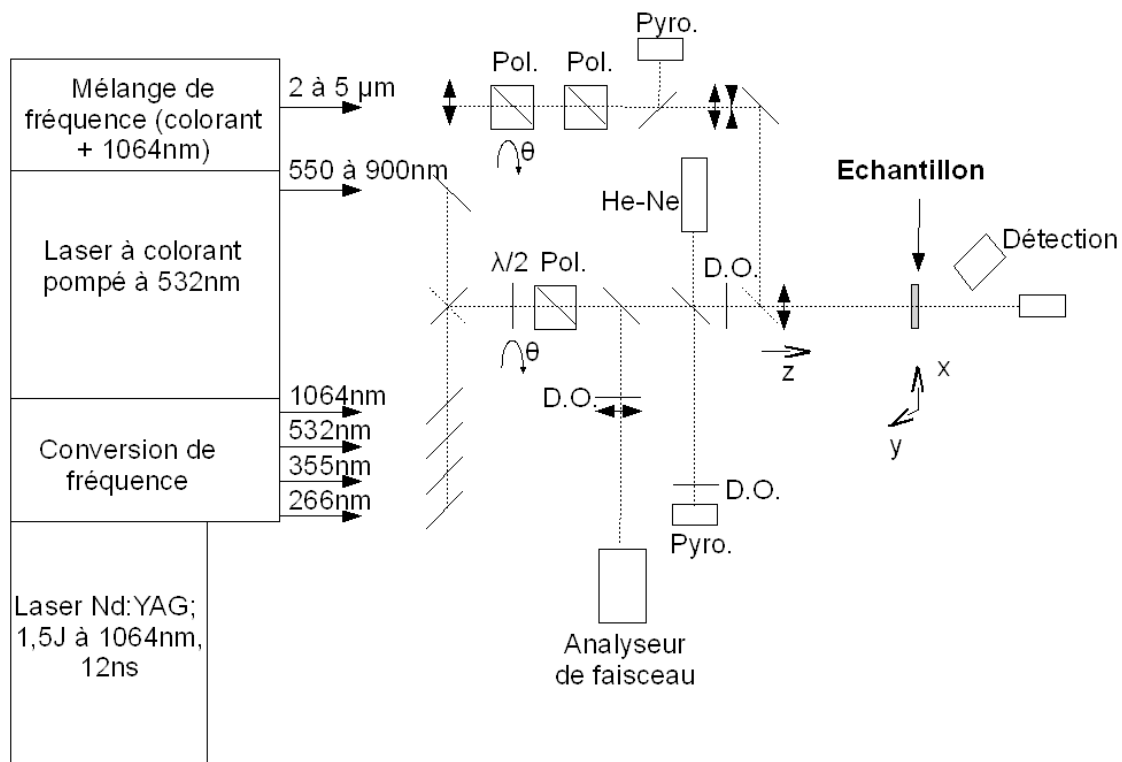 Mélange de
fréquence (colorant
+ 1064nm)
2 à 5 µm
Pol.
Pol.
Pyro.
θ
550 à 900nm
Laser à colorant
pompé à 532nm
He-Ne
Echantillon
Détection
λ/2
Pol.
D.O.
θ
z
x
y
1064nm
532nm
355nm
266nm
Conversion de
fréquence
D.O.
D.O.
Pyro.
Laser Nd:YAG;
1,5J à 1064nm,
12ns
Analyseur
de faisceau